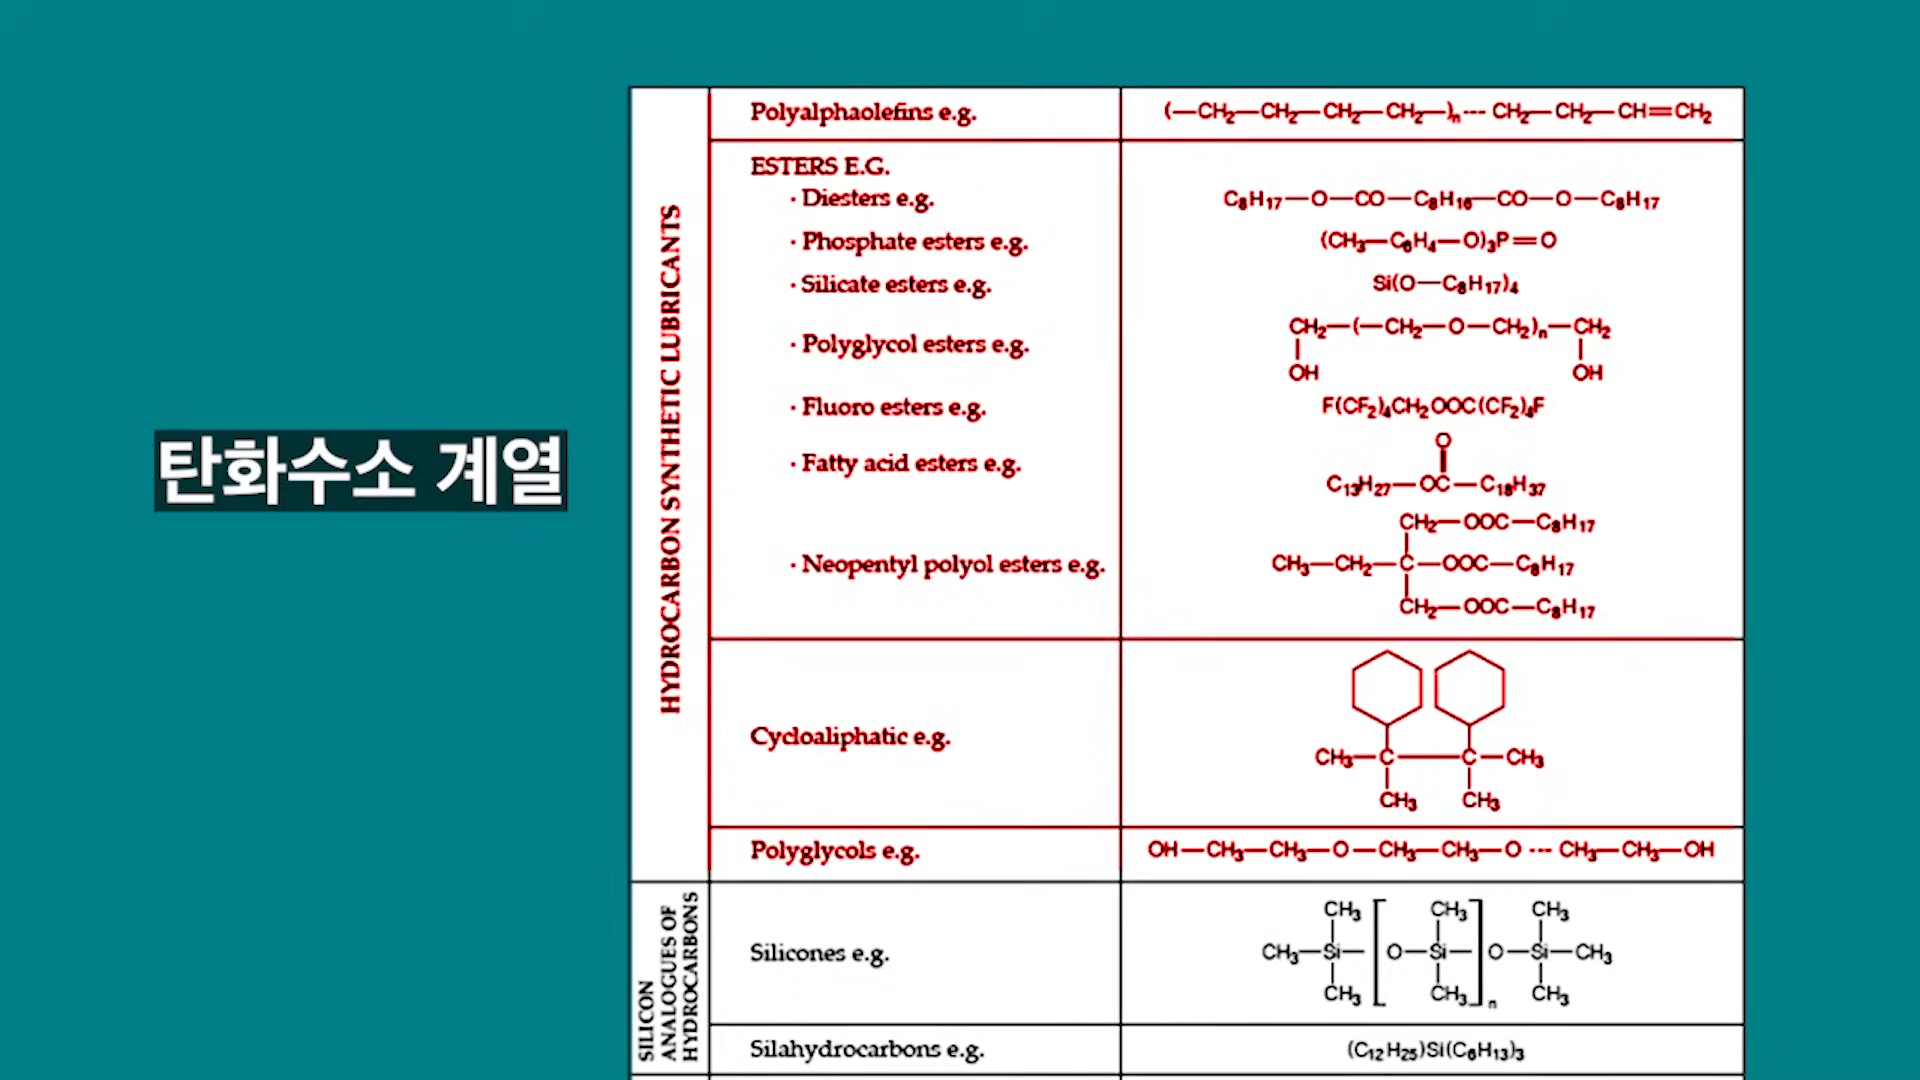 탄화수소 계열
HYDROCARBON SYNTHETIC LUBRICANTS
Polyalphaolefins e.g.
(—CH₂—CH₂—CH₂—CH₂—)ₙ---CH₂—CH₂—CH=CH₂
ESTERS E.G.
· Diesters e.g.
C₈H₁₇—O—CO—C₈H₁₆—CO—O—C₈H₁₇
· Phosphate esters e.g.
(CH₃—C₆H₄—O)₃P=O
· Silicate esters e.g.
Si(O—C₈H₁₇)₄
· Polyglycol esters e.g.
CH₂—(—CH₂—O—CH₂)ₙ—CH₂
OH OH
· Fluoro esters e.g.
F(CF₂)₄CH₂OOC(CF₂)₄F
· Fatty acid esters e.g.
O
C₁₃H₂₇—OC—C₁₈H₃₇
· Neopentyl polyol esters e.g.
CH₂—OOC—C₈H₁₇
CH₃—CH₂—C—OOC—C₈H₁₇
CH₂—OOC—C₈H₁₇
Cycloaliphatic e.g.
CH₃—C—C—CH₃
CH₃ CH₃
Polyglycols e.g.
OH—CH₃—CH₃—O—CH₃—CH₃—O---CH₃—CH₃—OH
SILICON
ANALOGUES OF
HYDROCARBONS
Silicones e.g.
CH₃ CH₃ CH₃
CH₃—Si—[O—Si—]O—Si—CH₃
CH₃ CH₃ n CH₃
Silahydrocarbons e.g.
(C₁₂H₂₅)Si(C₆H₁₃)₃